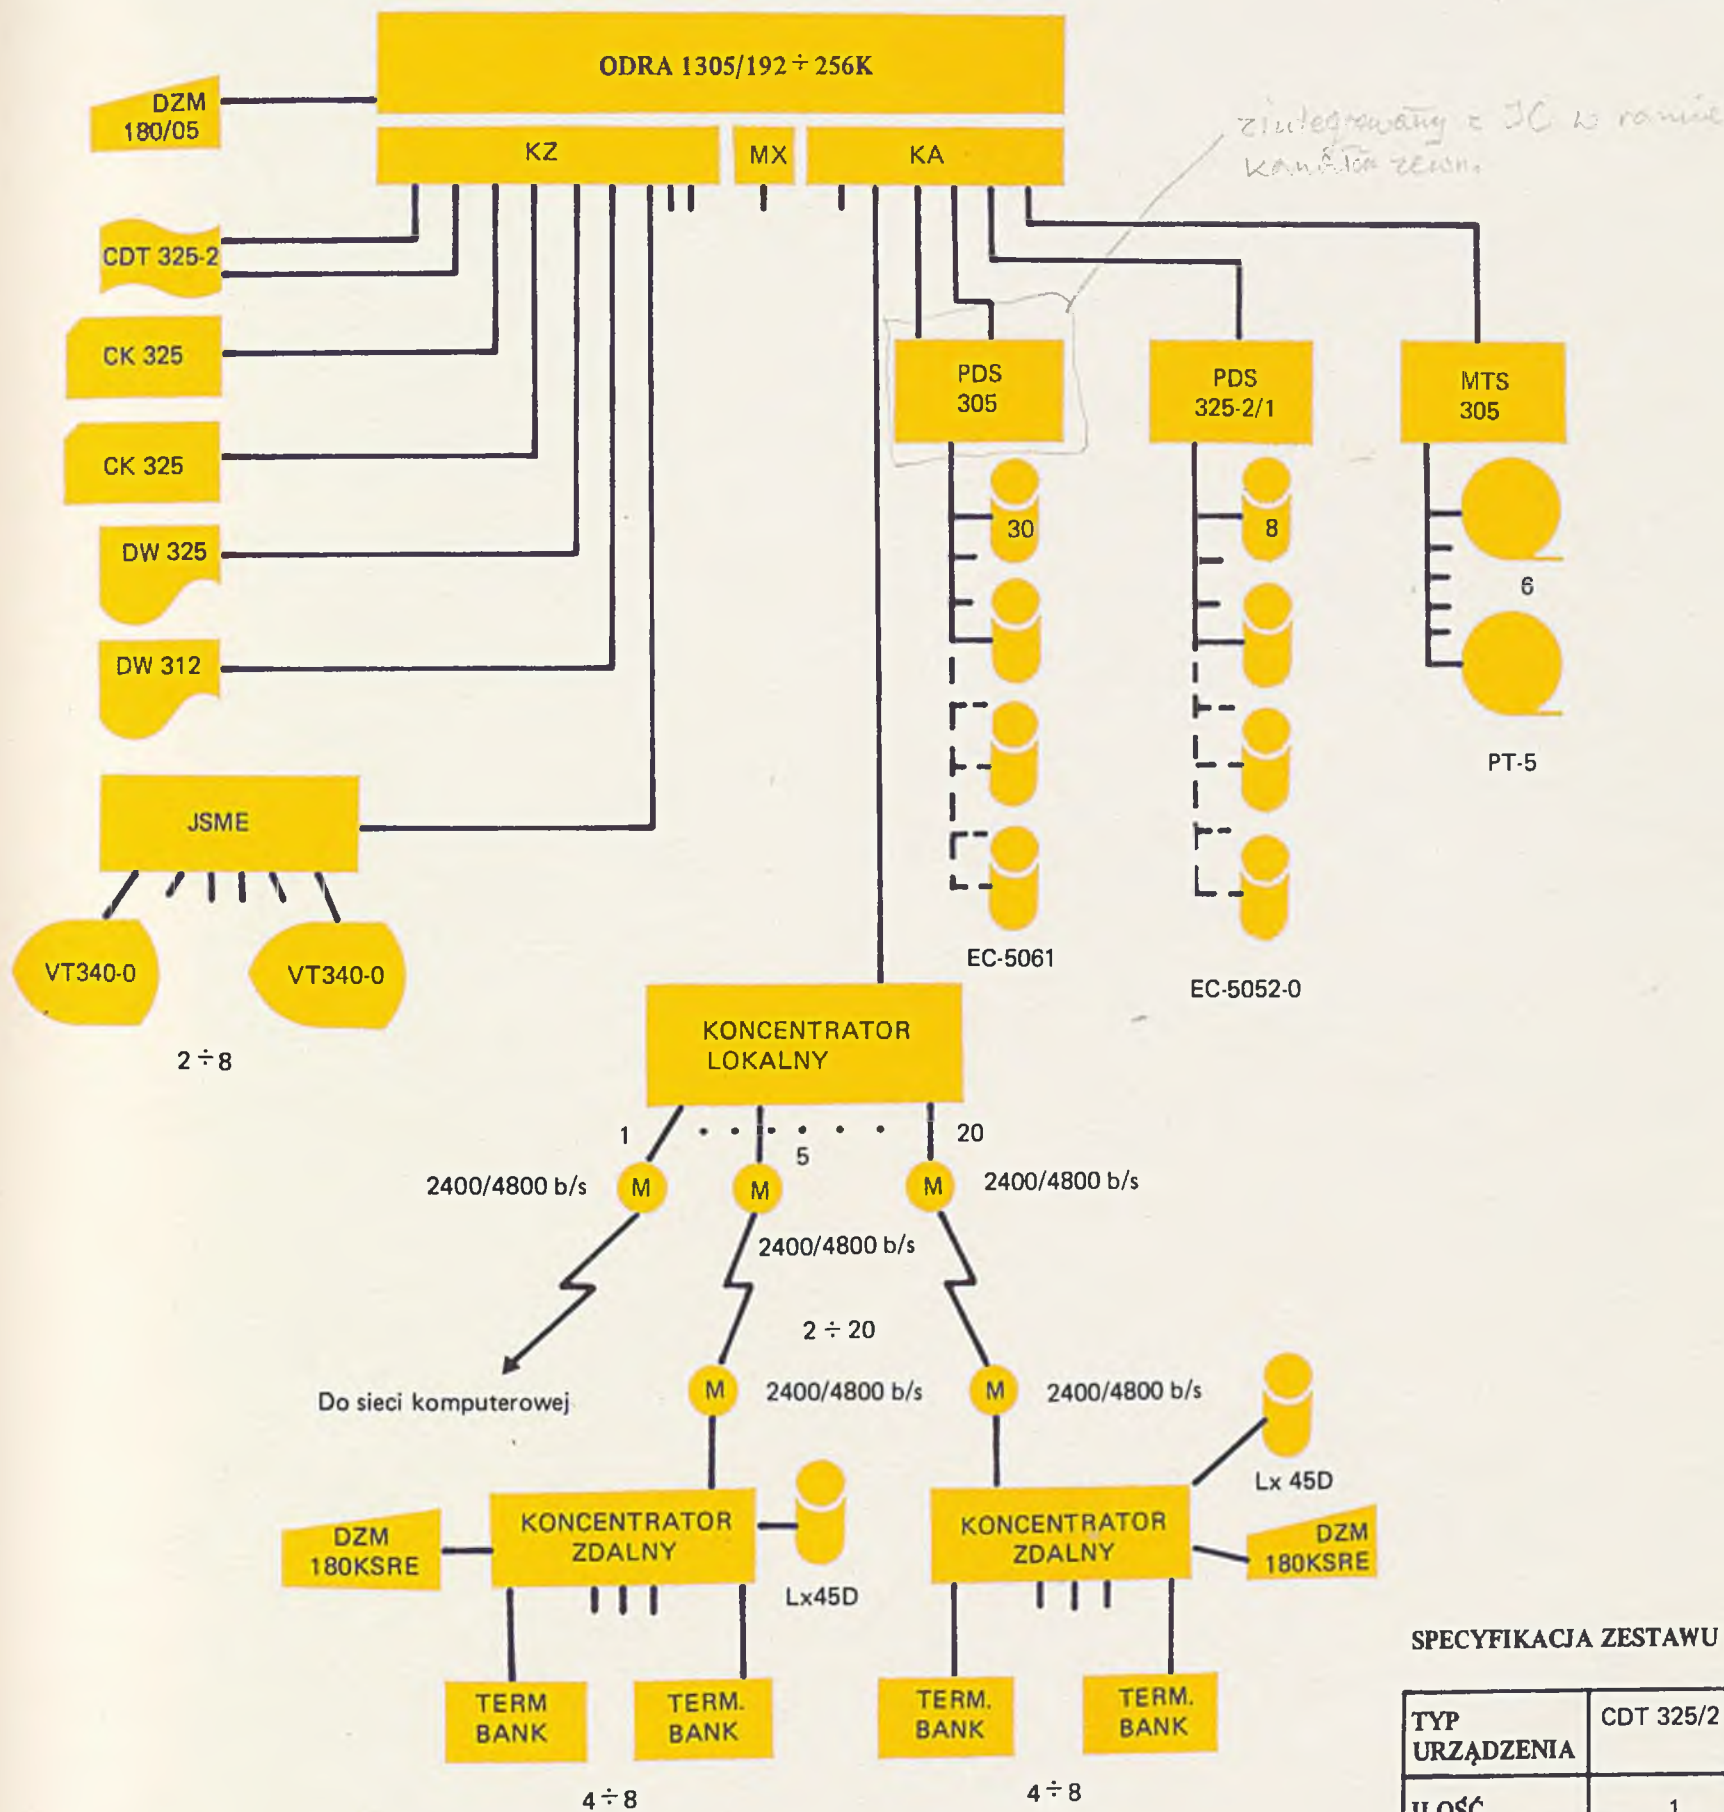 ODRA 1305/192 ÷ 256K
DZM
180/05
KZ
MX
KA
CDT 325-2
CK 325
CK 325
DW 325
DW 312
JSME
VT340-0
VT340-0
2 ÷ 8
PDS
305
30
EC-5061
PDS
325-2/1
8
EC-5052-0
MTS
305
6
PT-5
KONCENTRATOR
LOKALNY
1
5
20
2400/4800 b/s
M
M
M
2400/4800 b/s
2400/4800 b/s
2 ÷ 20
Do sieci komputerowej
M
2400/4800 b/s
M
2400/4800 b/s
DZM
180KSRE
KONCENTRATOR
ZDALNY
Lx45D
KONCENTRATOR
ZDALNY
Lx 45D
DZM
180KSRE
TERM
BANK
TERM.
BANK
TERM.
BANK
TERM.
BANK
4 ÷ 8
4 ÷ 8
SPECYFIKACJA ZESTAWU
TYP
URZĄDZENIA
CDT 325/2
ILOŚĆ
1